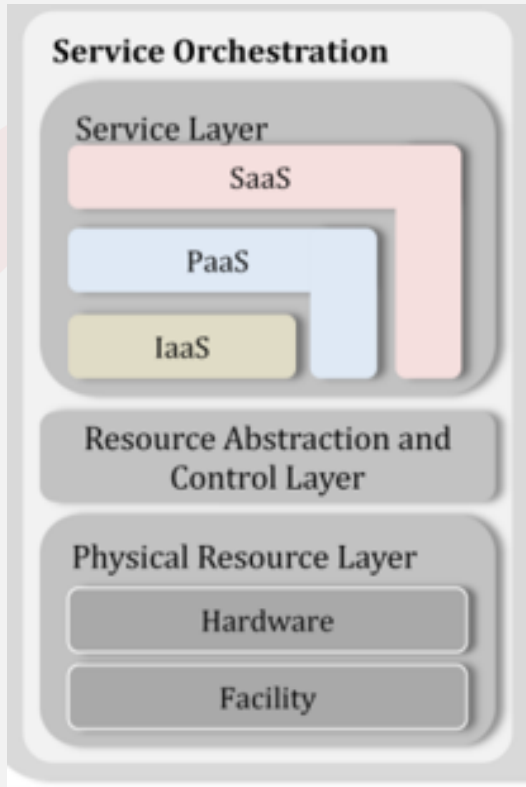 Service Orchestration
Service Layer
SaaS
PaaS
IaaS
Resource Abstraction and
Control Layer
Physical Resource Layer
Hardware
Facility